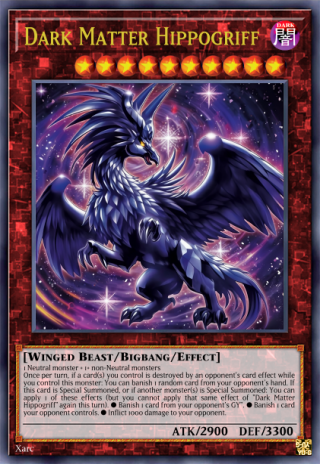 DARK MATTER HIPPOGRIFF
DARK
闇
[WINGED BEAST/BIGBANG/EFFECT]
1 Neutral monster + 1+ non-Neutral monsters
Once per turn, if a card(s) you control is destroyed by an opponent's card effect while
you control this monster: You can banish 1 random card from your opponent's hand. If
this card is Special Summoned, or if another monster(s) is Special Summoned: You can
apply 1 of these effects (but you cannot apply that same effect of "Dark Matter
Hippogriff" again this turn). ● Banish 1 card from your opponent's GY. ● Banish 1 card
your opponent controls. ● Inflict 1000 damage to your opponent.
ATK/2900 DEF/3300
Xarc